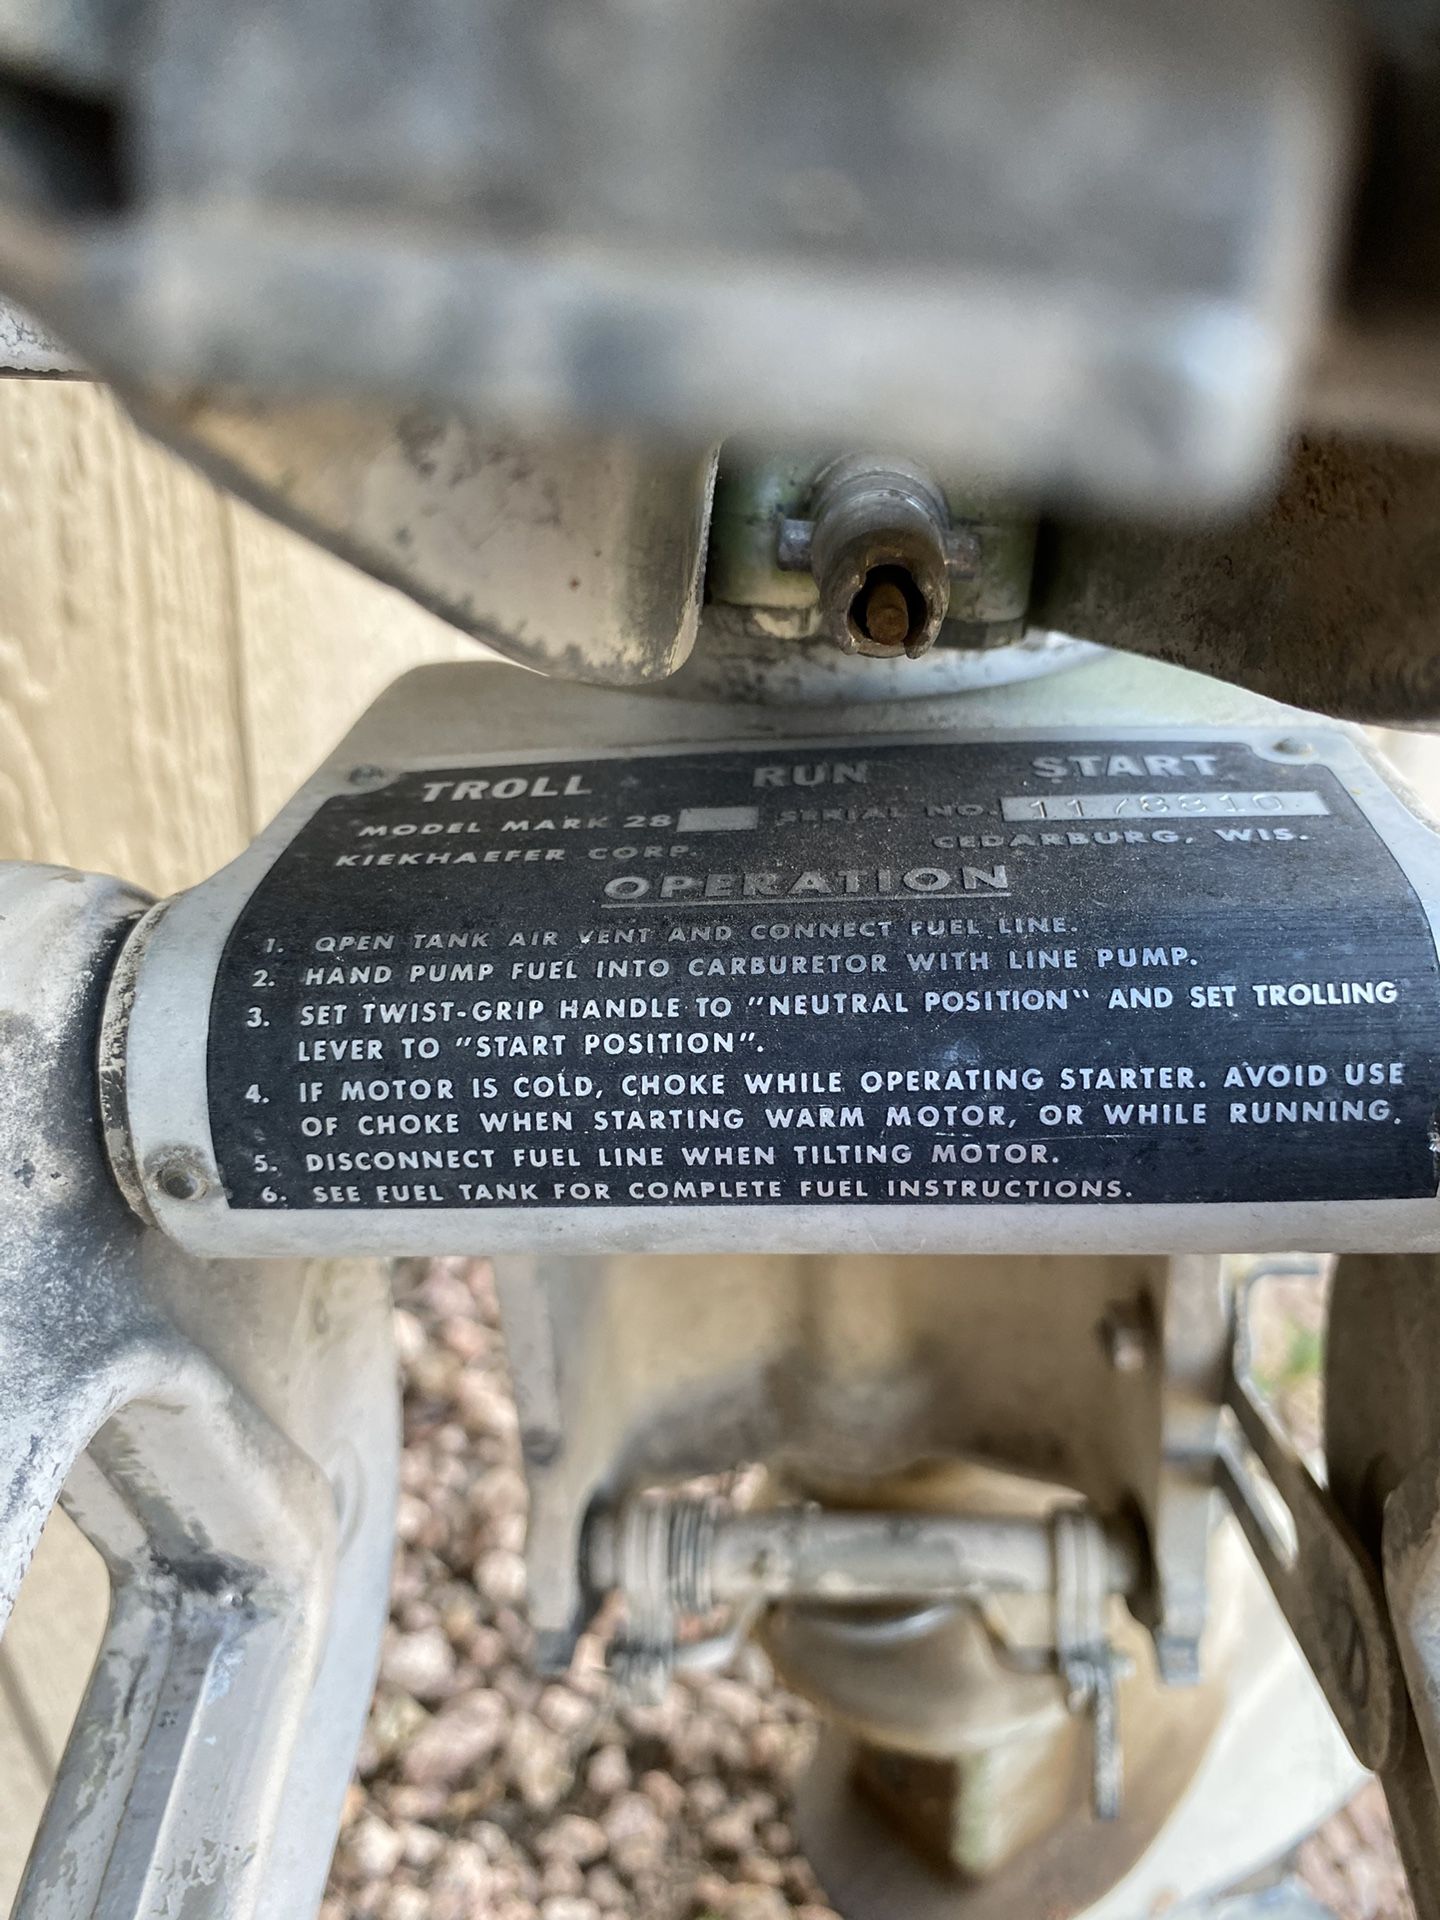 TROLL RUN START
MODEL MARK 28 SERIAL NO.
KIEKHAEFER CORP. CEDARBURG, WIS.
OPERATION
1. OPEN TANK AIR VENT AND CONNECT FUEL LINE.
2. HAND PUMP FUEL INTO CARBURETOR WITH LINE PUMP.
3. SET TWIST-GRIP HANDLE TO "NEUTRAL POSITION" AND SET TROLLING
LEVER TO "START POSITION".
4. IF MOTOR IS COLD, CHOKE WHILE OPERATING STARTER. AVOID USE
OF CHOKE WHEN STARTING WARM MOTOR, OR WHILE RUNNING.
5. DISCONNECT FUEL LINE WHEN TILTING MOTOR.
6. SEE FUEL TANK FOR COMPLETE FUEL INSTRUCTIONS.